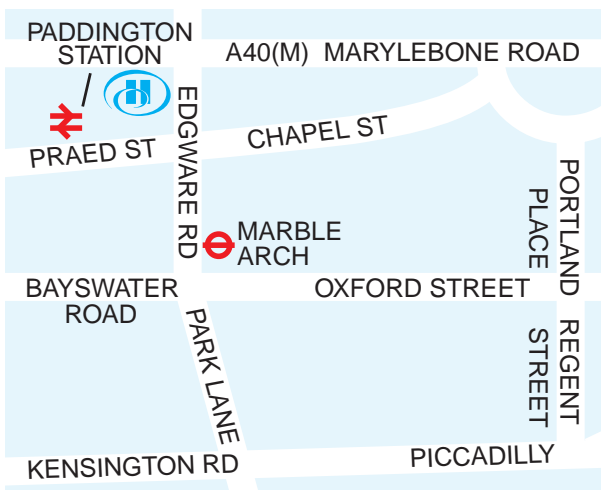 PADDINGTON
STATION
A40(M) MARYLEBONE ROAD
EDGWARE RD
PRAED ST
CHAPEL ST
MARBLE
ARCH
PORTLAND
PLACE
BAYSWATER
ROAD
OXFORD STREET
PARK LANE
REGENT
STREET
KENSINGTON RD
PICCADILLY